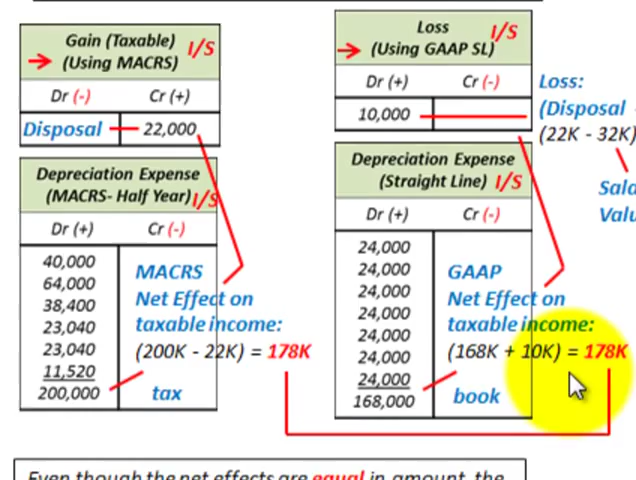 Gain (Taxable) I/S
(Using MACRS)
Dr (-) Cr (+)
Disposal 22,000
Depreciation Expense
(MACRS- Half Year) I/S
Dr (+) Cr (-)
40,000
64,000
38,400
23,040
23,040
11,520
200,000
MACRS
Net Effect on
taxable income:
(200K - 22K) = 178K
tax
Loss I/S
(Using GAAP SL)
Dr (+) Cr (-)
10,000
Loss:
(Disposal
(22K - 32K)
Sala
Valu
Depreciation Expense
(Straight Line) I/S
Dr (+) Cr (-)
24,000
24,000
24,000
24,000
24,000
24,000
24,000
168,000
GAAP
Net Effect on
taxable income:
(168K + 10K) = 178K
book
Even though the net effects are equal in amount, the